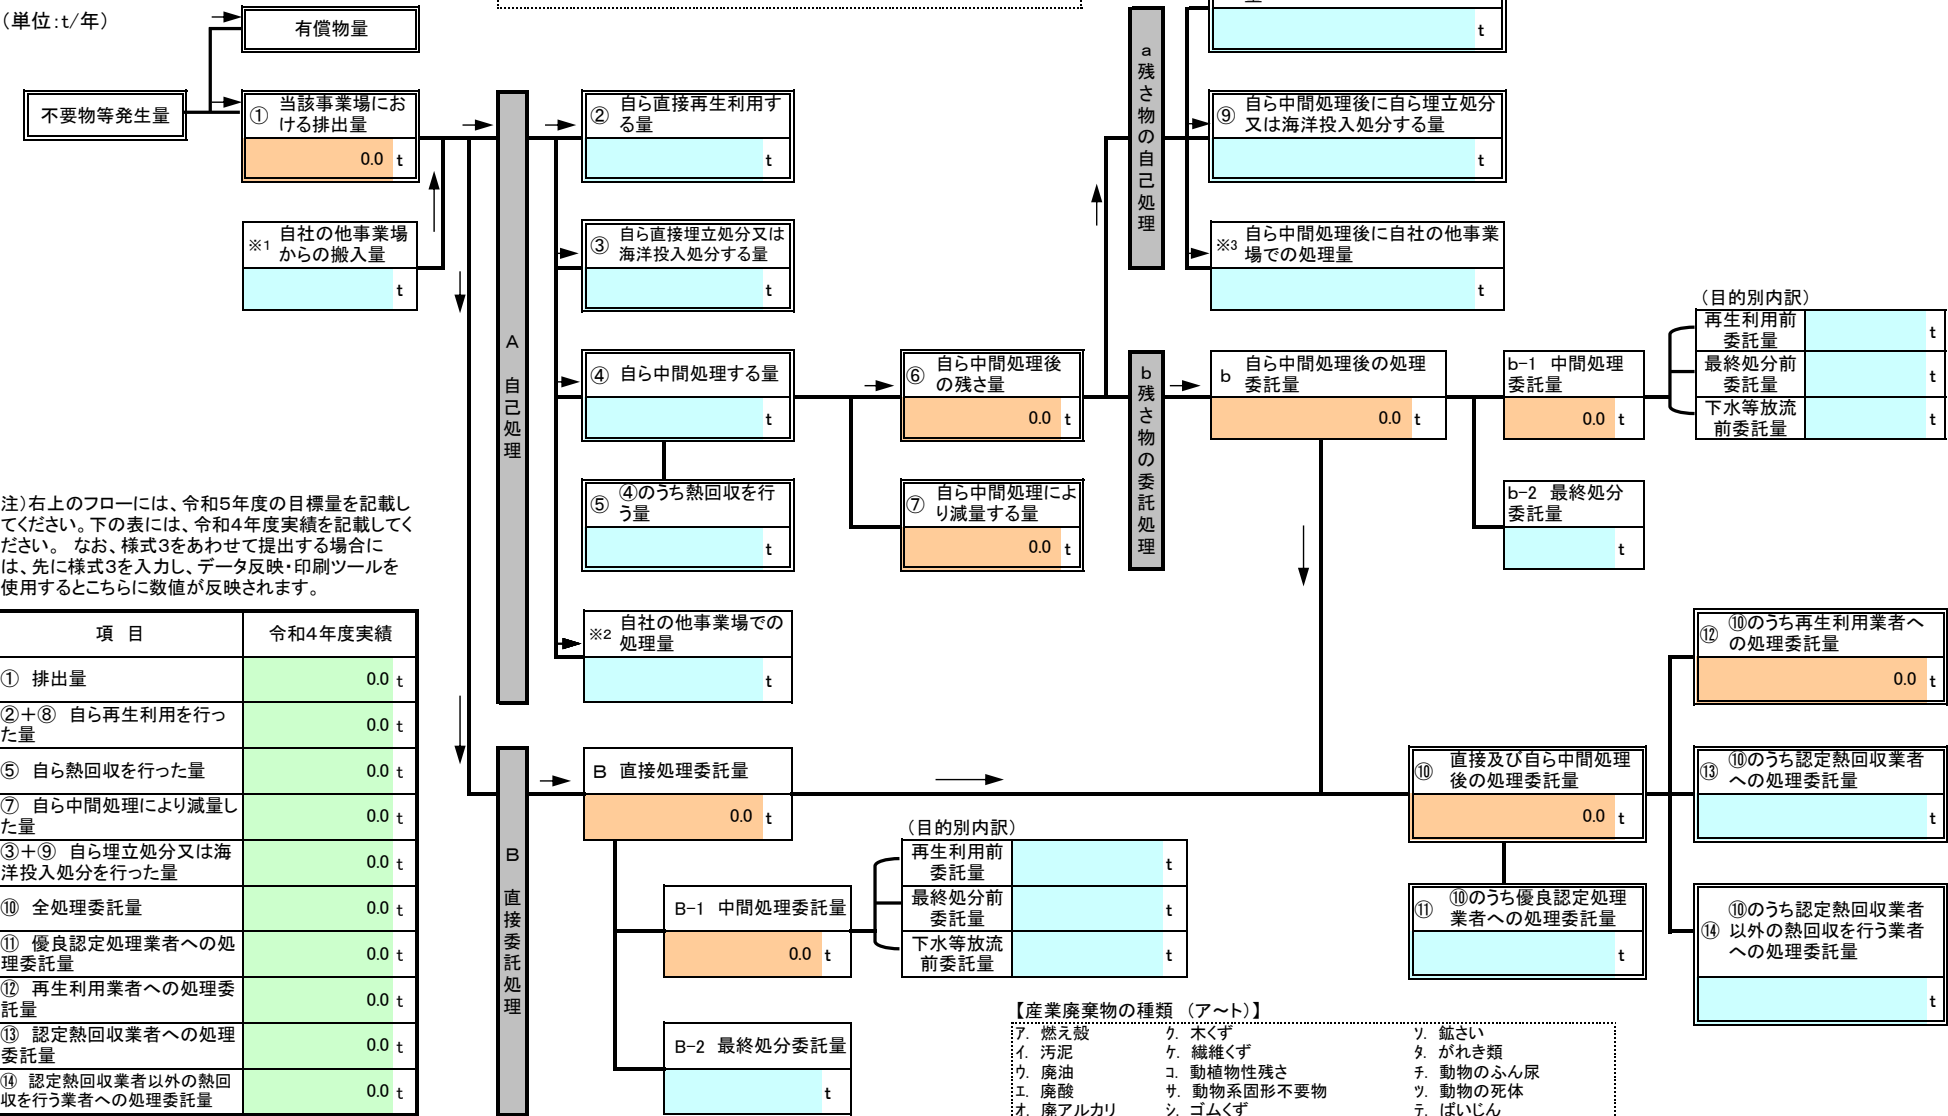 (単位:t/年)
有償物量
不要物等発生量
① 当該事業場にお
ける排出量
0.0 t
※1 自社の他事業場
からの搬入量
t
A 自己処理
② 自ら直接再生利用す
る量
t
③ 自ら直接埋立処分又は
海洋投入処分する量
t
④ 自ら中間処理する量
t
⑤ ④のうち熱回収を行
う量
t
※2 自社の他事業場での
処理量
t
⑥ 自ら中間処理後
の残さ量
0.0 t
⑦ 自ら中間処理によ
り減量する量
0.0 t
a 残さ物の自己処理
t
⑨ 自ら中間処理後に自ら埋立処分
又は海洋投入処分する量
t
※3 自ら中間処理後に自社の他事業
場での処理量
t
b 残さ物の委託処理
b 自ら中間処理後の処理
委託量
0.0 t
b-1 中間処理
委託量
0.0 t
b-2 最終処分
委託量
t
(目的別内訳)
再生利用前
委託量
t
最終処分前
委託量
t
下水等放流
前委託量
t
注)右上のフローには、令和5年度の目標量を記載し
てください。下の表には、令和4年度実績を記載してく
ださい。 なお、様式3をあわせて提出する場合に
は、先に様式3を入力し、データ反映・印刷ツールを
使用するとこちらに数値が反映されます。
項 目 令和4年度実績
① 排出量 0.0 t
②+⑧ 自ら再生利用を行っ
た量 0.0 t
⑤ 自ら熱回収を行った量 0.0 t
⑦ 自ら中間処理により減量し
た量 0.0 t
③+⑨ 自ら埋立処分又は海
洋投入処分を行った量 0.0 t
⑩ 全処理委託量 0.0 t
⑪ 優良認定処理業者への処
理委託量 0.0 t
⑫ 再生利用業者への処理委
託量 0.0 t
⑬ 認定熱回収業者への処理
委託量 0.0 t
⑭ 認定熱回収業者以外の熱回
収を行う業者への処理委託量 0.0 t
B 直接委託処理
B 直接処理委託量
0.0 t
B-1 中間処理委託量
0.0 t
B-2 最終処分委託量
t
(目的別内訳)
再生利用前
委託量
t
最終処分前
委託量
t
下水等放流
前委託量
t
⑩ 直接及び自ら中間処理
後の処理委託量
0.0 t
⑪ ⑩のうち優良認定処理
業者への処理委託量
t
⑫ ⑩のうち再生利用業者へ
の処理委託量
0.0 t
⑬ ⑩のうち認定熱回収業者
への処理委託量
t
⑭ ⑩のうち認定熱回収業者
以外の熱回収を行う業者
への処理委託量
t
【産業廃棄物の種類 (ア~ト)】
ア. 燃え殻 ク. 木くず ソ. 鉱さい
イ. 汚泥 ケ. 繊維くず タ. がれき類
ウ. 廃油 コ. 動植物性残さ チ. 動物のふん尿
エ. 廃酸 サ. 動物系固形不要物 ツ. 動物の死体
オ. 廃アルカリ シ. ゴムくず テ. ばいじん